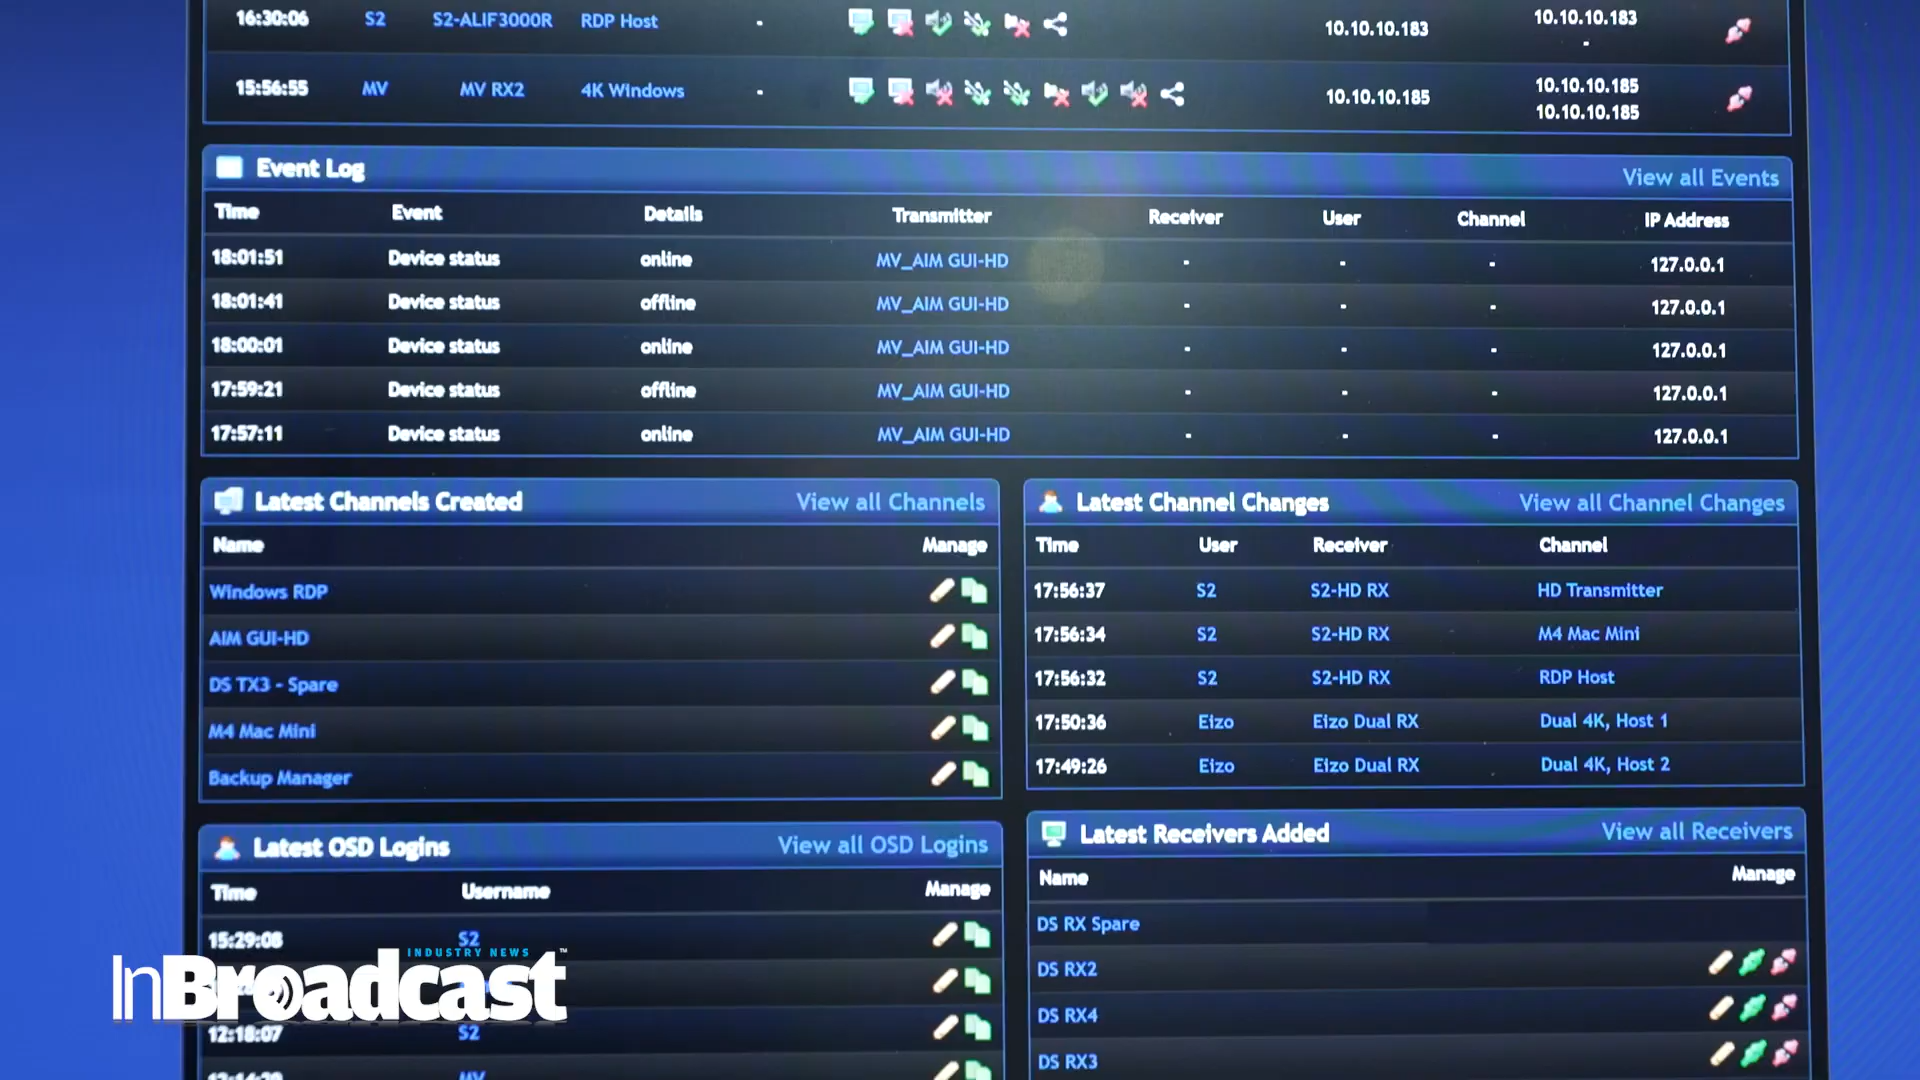 16:30:06 S2 S2-ALIF3000R RDP Host - 10.10.10.183 10.10.10.183
-
15:56:55 MV MV RX2 4K Windows - 10.10.10.185 10.10.10.185
10.10.10.185
Event Log View all Events
Time Event Details Transmitter Receiver User Channel IP Address
18:01:51 Device status online MV_AIM GUI-HD - - - 127.0.0.1
18:01:41 Device status offline MV_AIM GUI-HD - - - 127.0.0.1
18:00:01 Device status online MV_AIM GUI-HD - - - 127.0.0.1
17:59:21 Device status offline MV_AIM GUI-HD - - - 127.0.0.1
17:57:11 Device status online MV_AIM GUI-HD - - - 127.0.0.1
Latest Channels Created View all Channels
Name Manage
Windows RDP
AIM GUI-HD
DS TX3 - Spare
M4 Mac Mini
Backup Manager
Latest Channel Changes View all Channel Changes
Time User Receiver Channel
17:56:37 S2 S2-HD RX HD Transmitter
17:56:34 S2 S2-HD RX M4 Mac Mini
17:56:32 S2 S2-HD RX RDP Host
17:50:36 Eizo Eizo Dual RX Dual 4K, Host 1
17:49:26 Eizo Eizo Dual RX Dual 4K, Host 2
Latest OSD Logins View all OSD Logins
Time Username Manage
15:29:08 S2
12:18:07 S2
MV
Latest Receivers Added View all Receivers
Name Manage
DS RX Spare
DS RX2
DS RX4
DS RX3
INDUSTRY NEWS
InBroadcast™